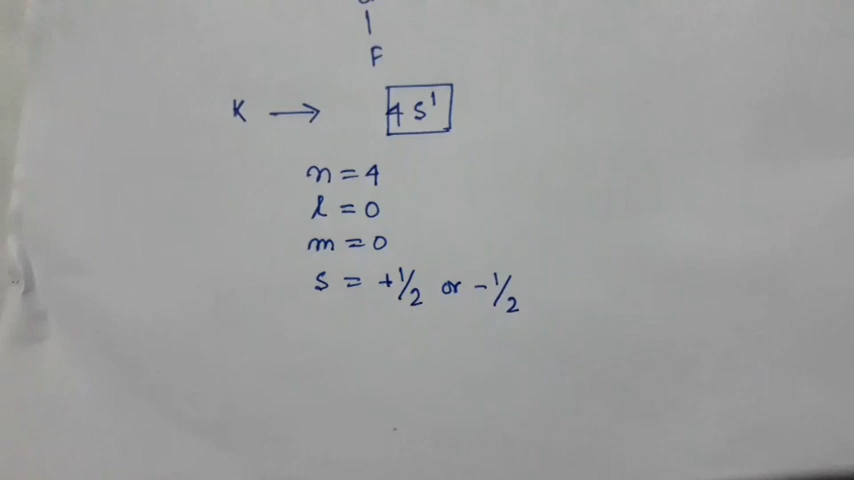 F
K → 4S¹
n = 4
l = 0
m = 0
s = +1/2 or -1/2